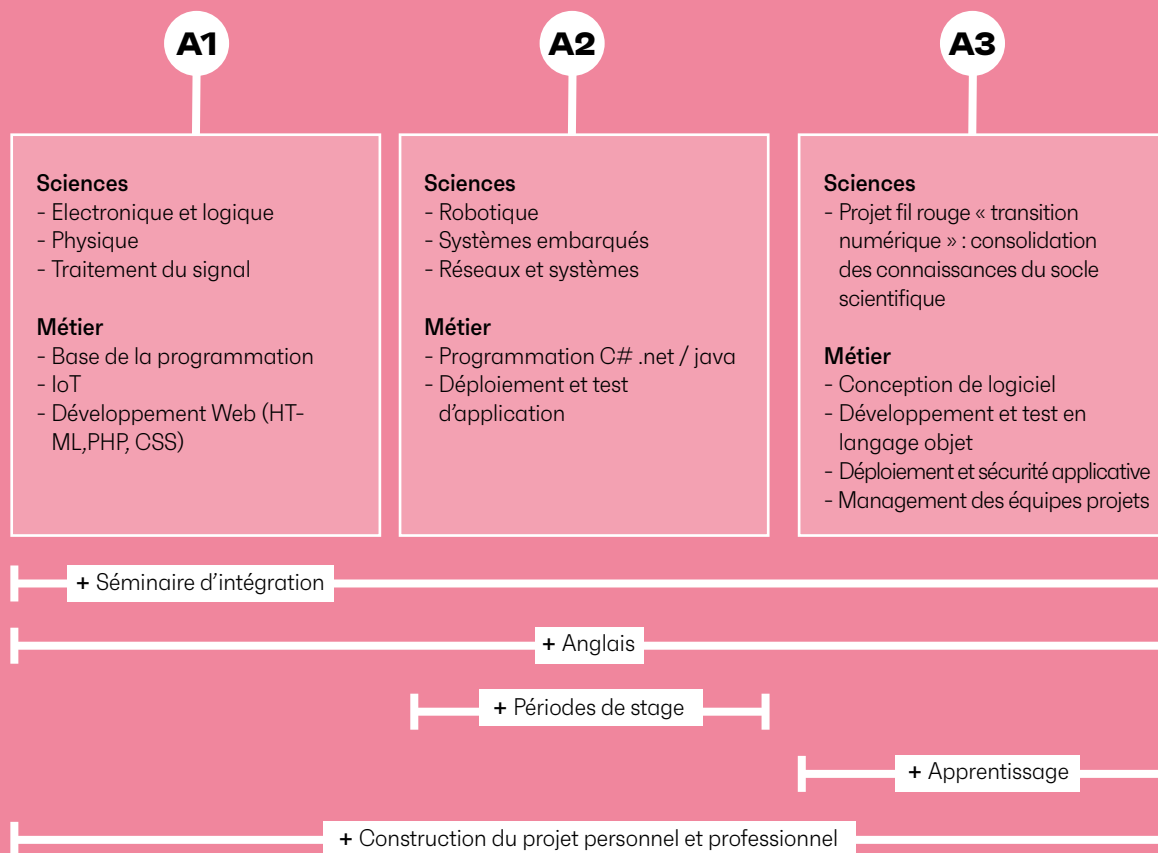 A1
Sciences
- Electronique et logique
- Physique
- Traitement du signal
Métier
- Base de la programmation
- IoT
- Développement Web (HT-
ML,PHP, CSS)
A2
Sciences
- Robotique
- Systèmes embarqués
- Réseaux et systèmes
Métier
- Programmation C# .net / java
- Déploiement et test
d'application
A3
Sciences
- Projet fil rouge « transition
numérique » : consolidation
des connaissances du socle
scientifique
Métier
- Conception de logiciel
- Développement et test en
langage objet
- Déploiement et sécurité applicative
- Management des équipes projets
+ Séminaire d'intégration
+ Anglais
+ Périodes de stage
+ Apprentissage
+ Construction du projet personnel et professionnel